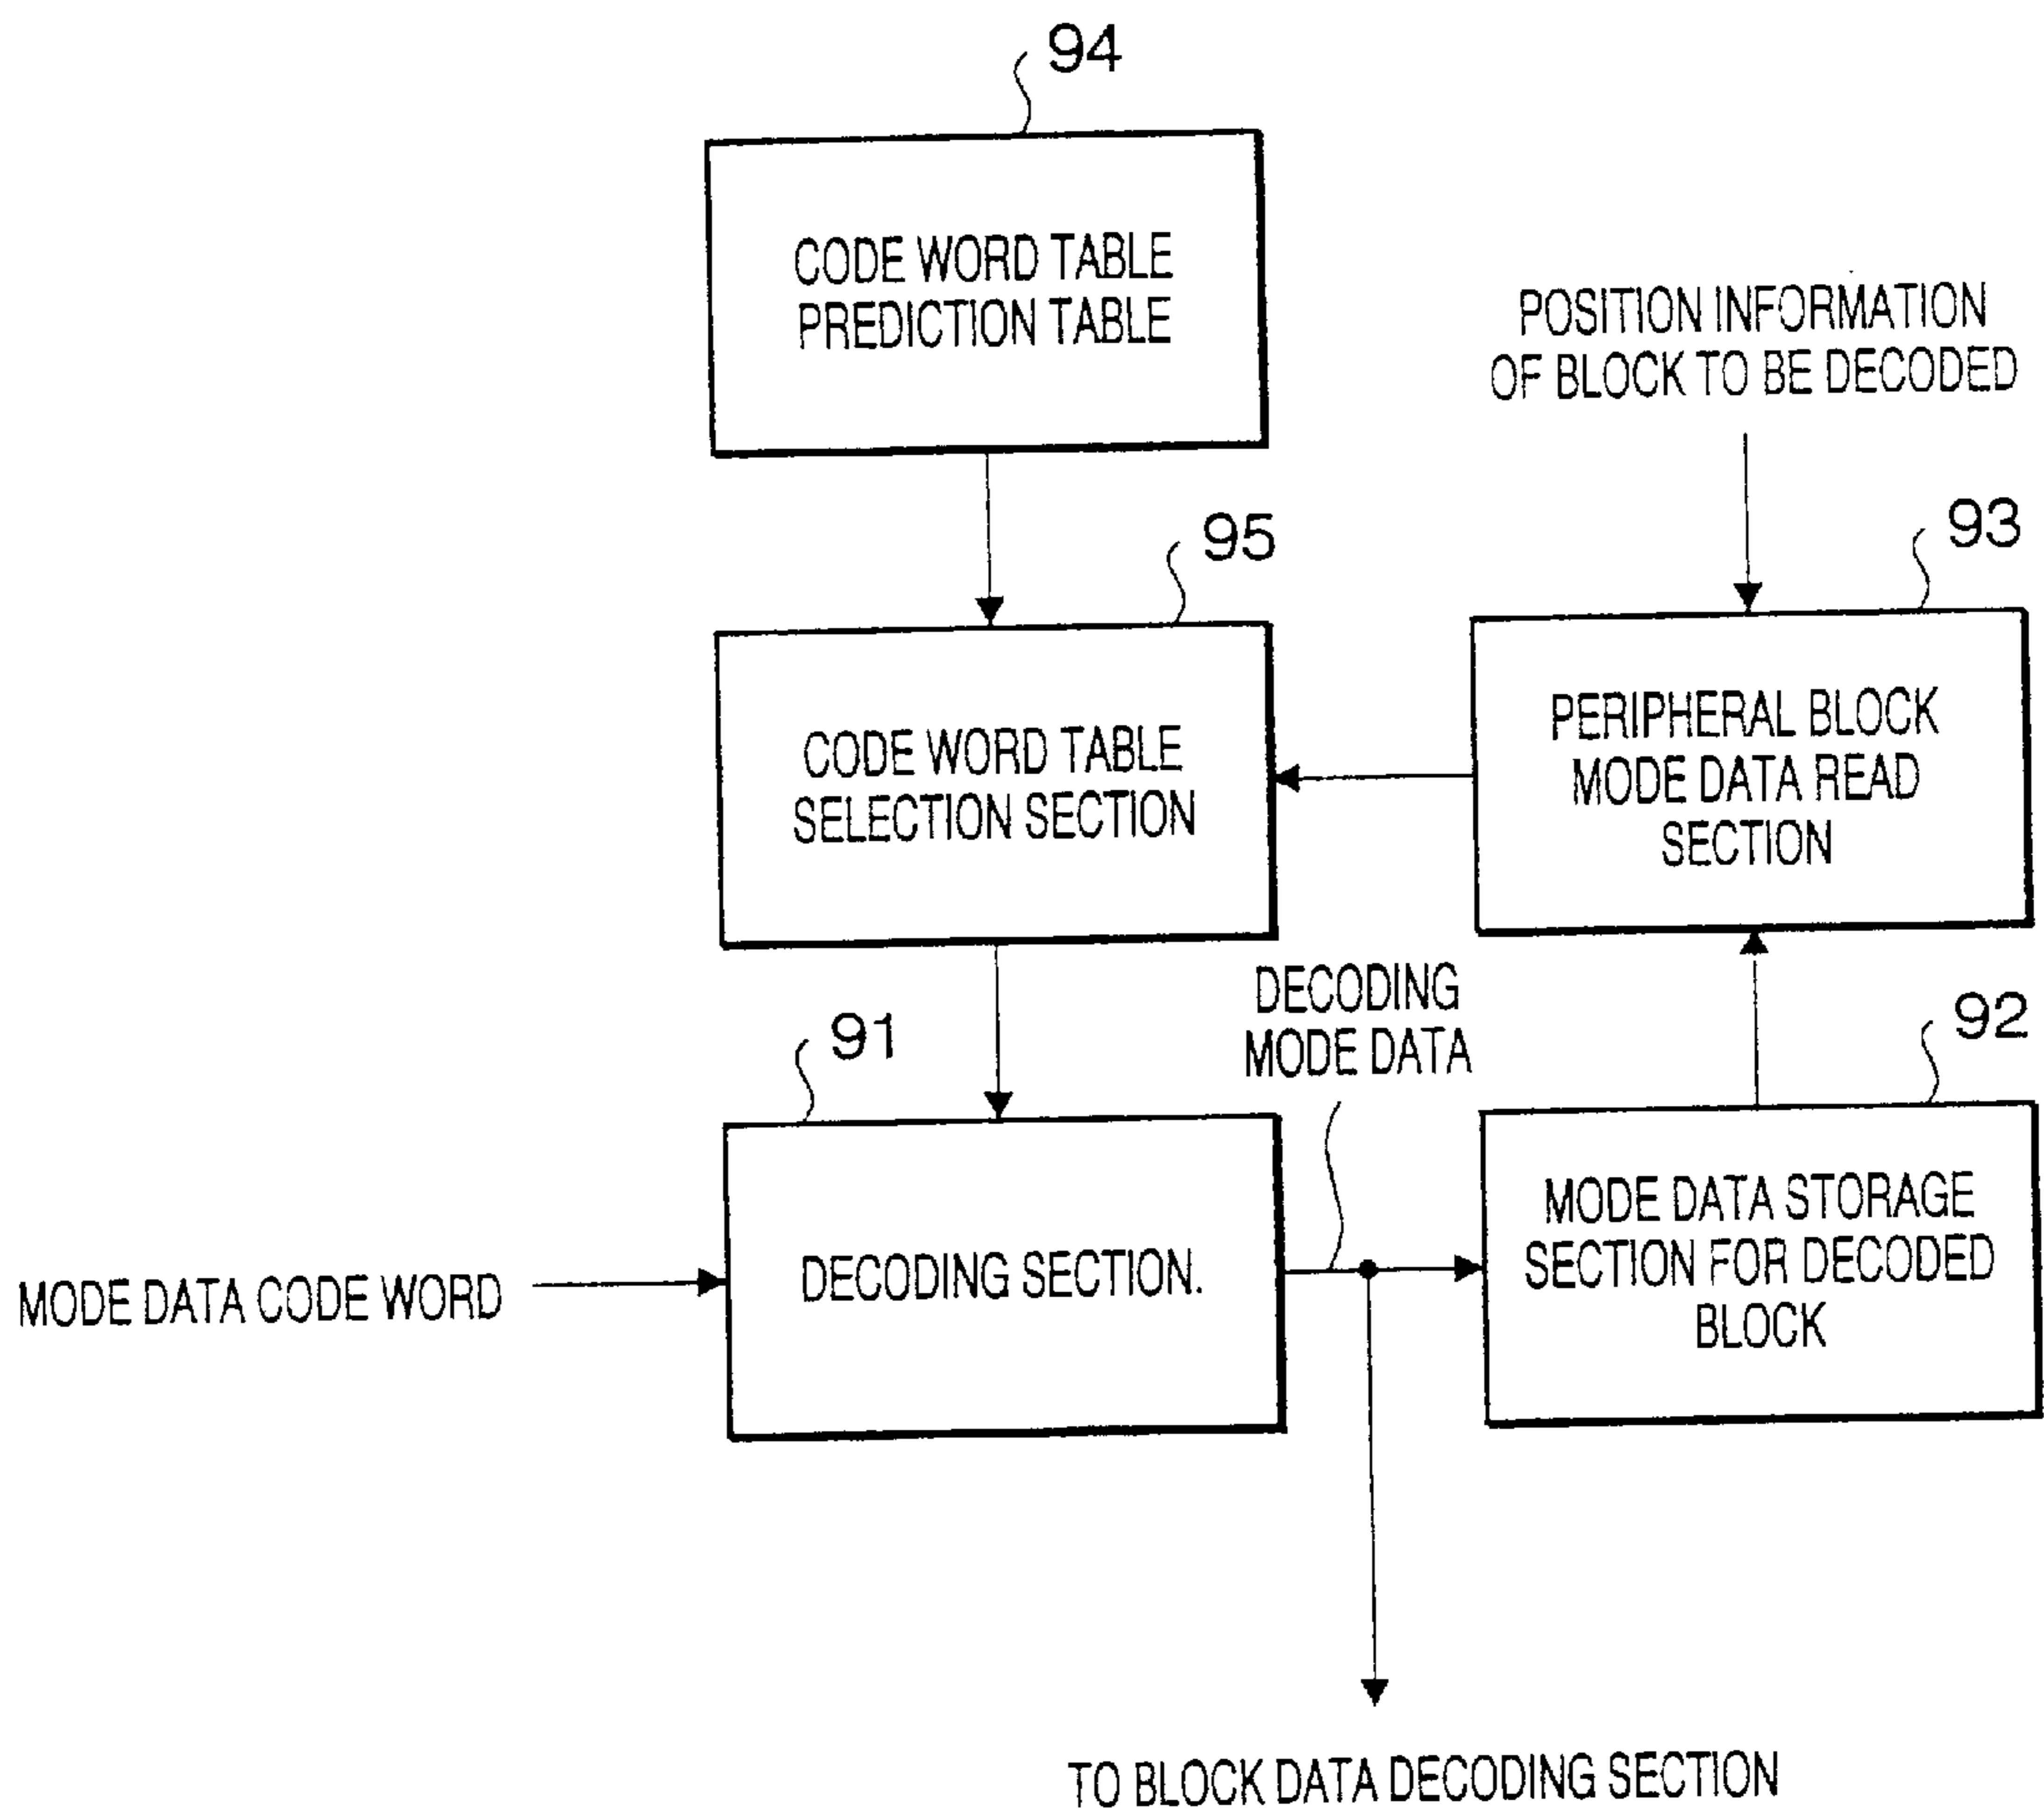 94
CODE WORD TABLE
PREDICTION TABLE
POSITION INFORMATION
OF BLOCK TO BE DECODED
95
93
CODE WORD TABLE
SELECTION SECTION
PERIPHERAL BLOCK
MODE DATA READ
SECTION
DECODING
MODE DATA
91
92
MODE DATA CODE WORD
DECODING SECTION.
MODE DATA STORAGE
SECTION FOR DECODED
BLOCK
TO BLOCK DATA DECODING SECTION